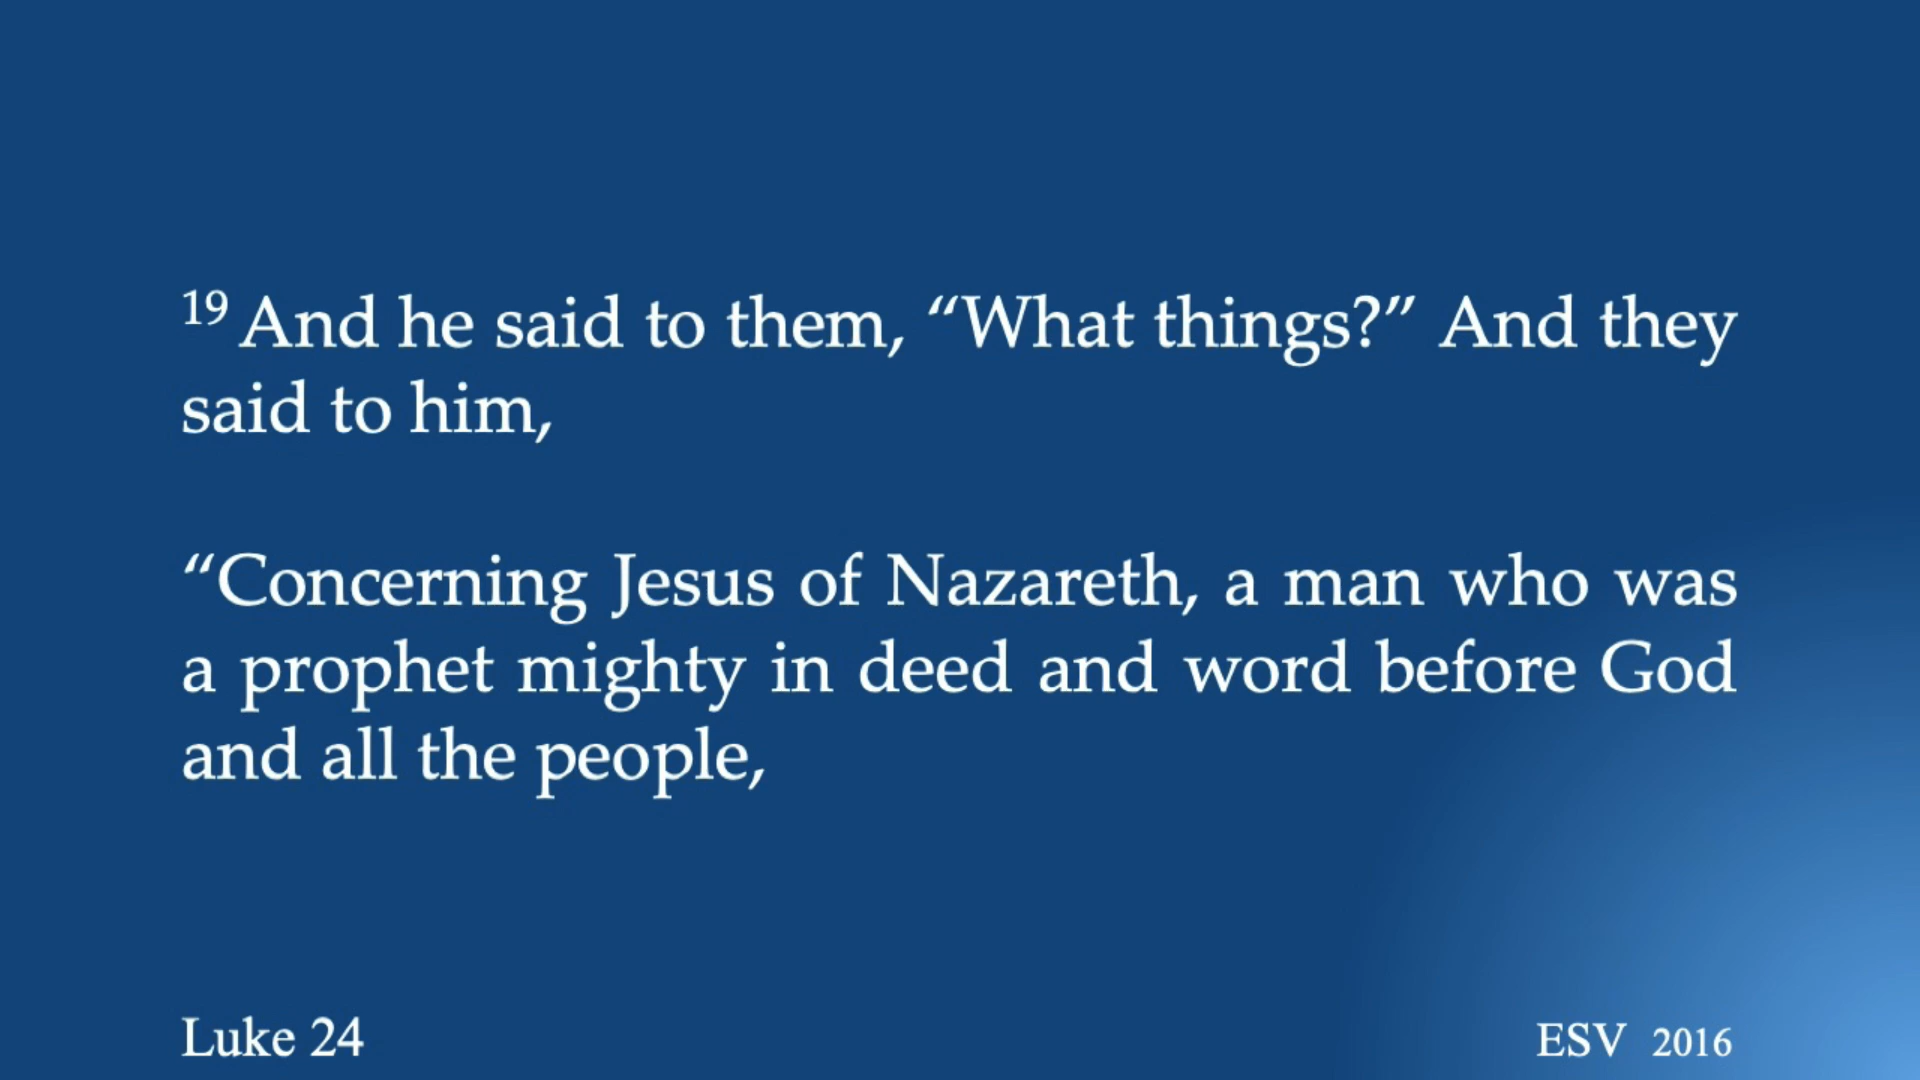 19 And he said to them, “What things?” And they
said to him,
“Concerning Jesus of Nazareth, a man who was
a prophet mighty in deed and word before God
and all the people,
Luke 24
ESV 2016